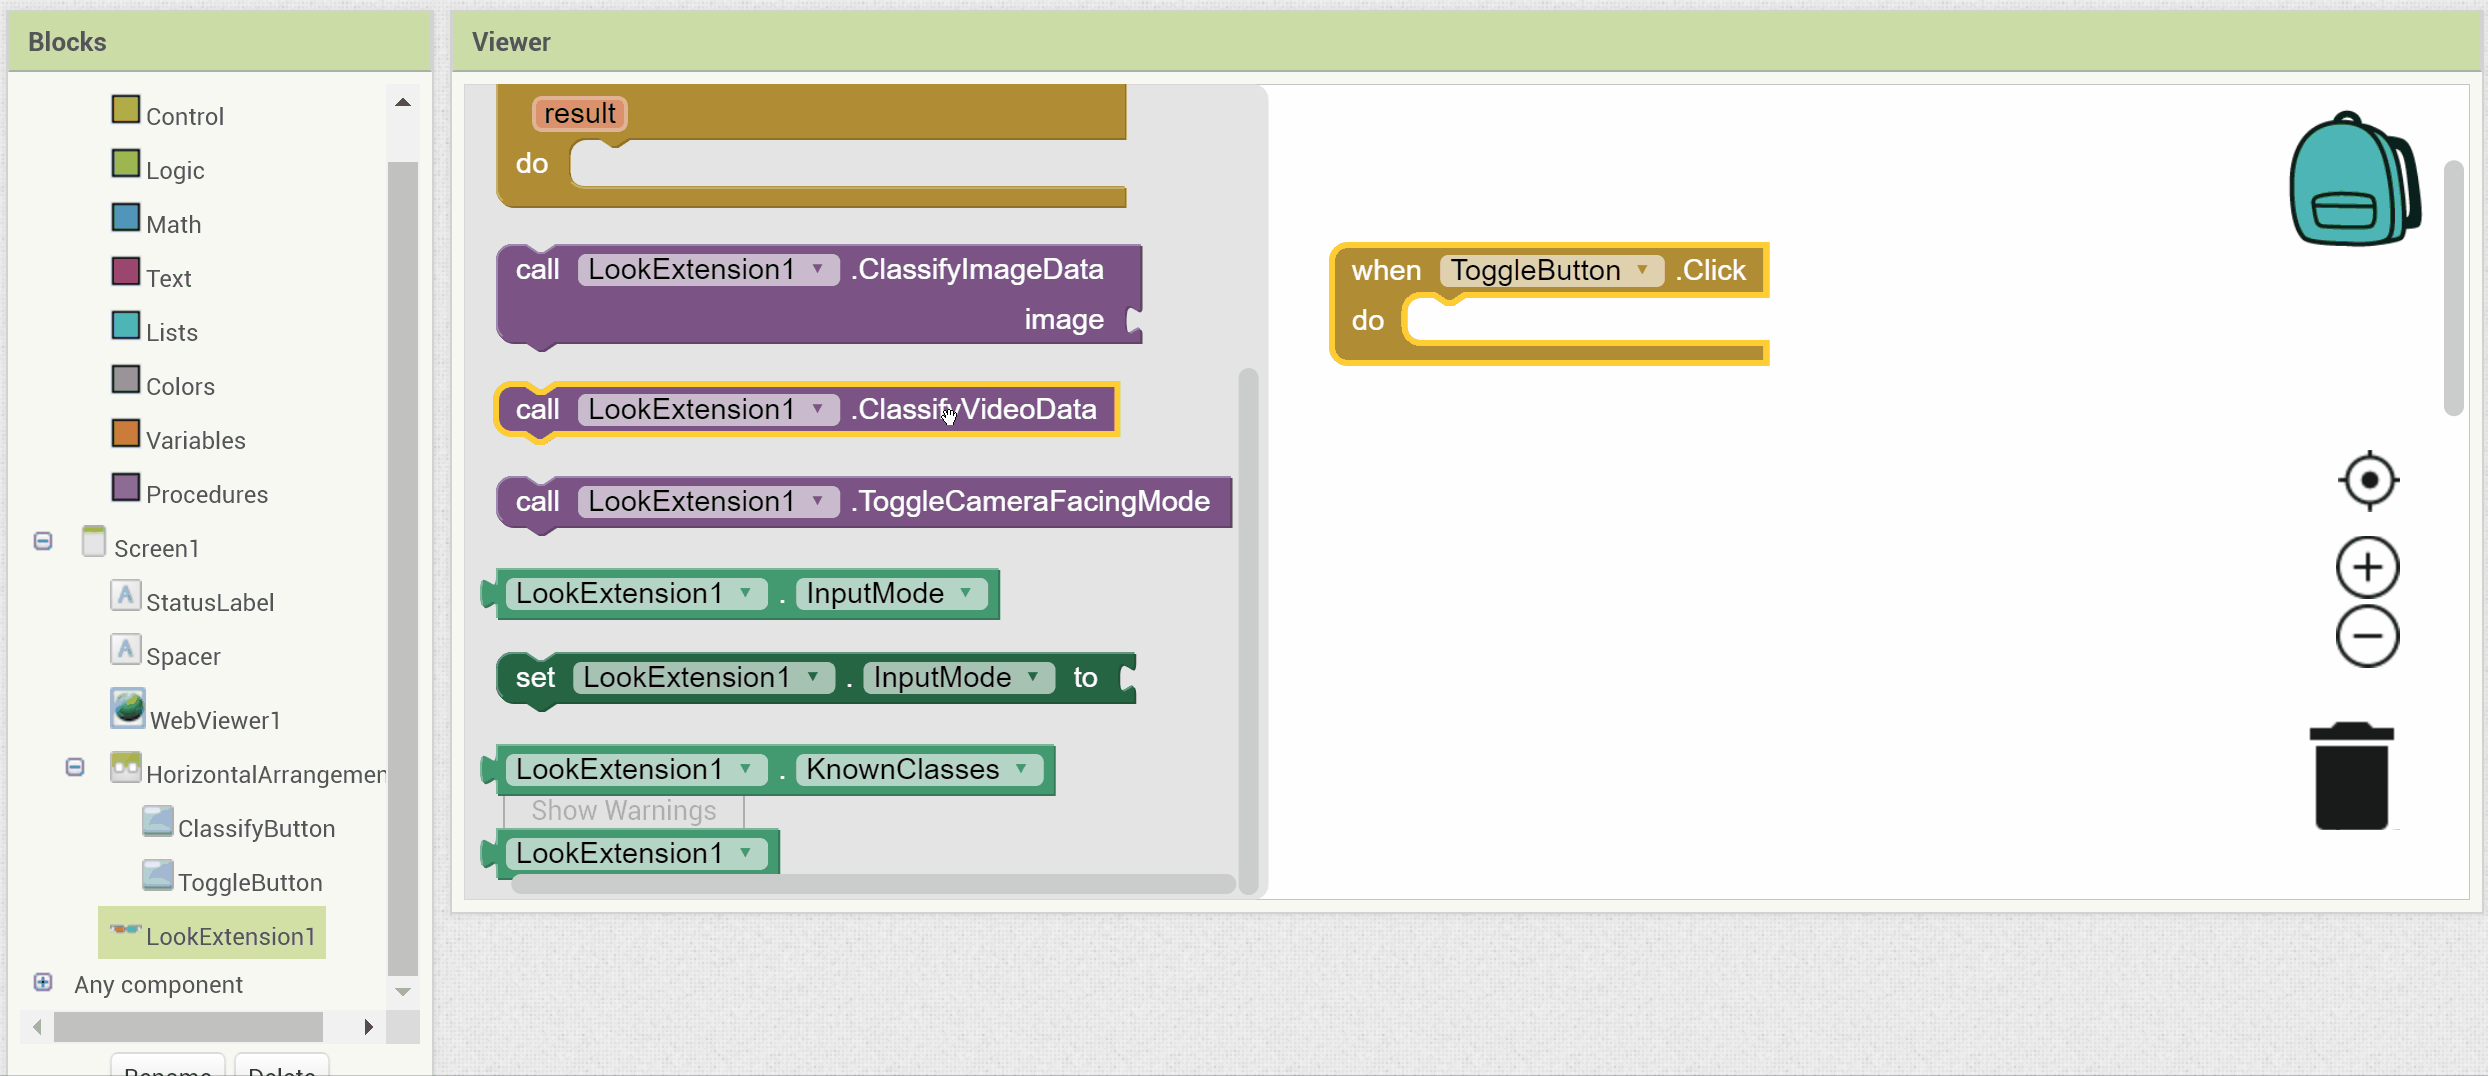 Blocks
Control
Logic
Math
Text
Lists
Colors
Variables
Procedures
Screen1
StatusLabel
Spacer
WebViewer1
HorizontalArrangemen
ClassifyButton
ToggleButton
LookExtension1
Any component
Rename Delete
Viewer
result
do
call LookExtension1 .ClassifyImageData
image
call LookExtension1 .ClassifyVideoData
call LookExtension1 .ToggleCameraFacingMode
LookExtension1 . InputMode
set LookExtension1 . InputMode to
LookExtension1 . KnownClasses
Show Warnings
LookExtension1
when ToggleButton .Click
do